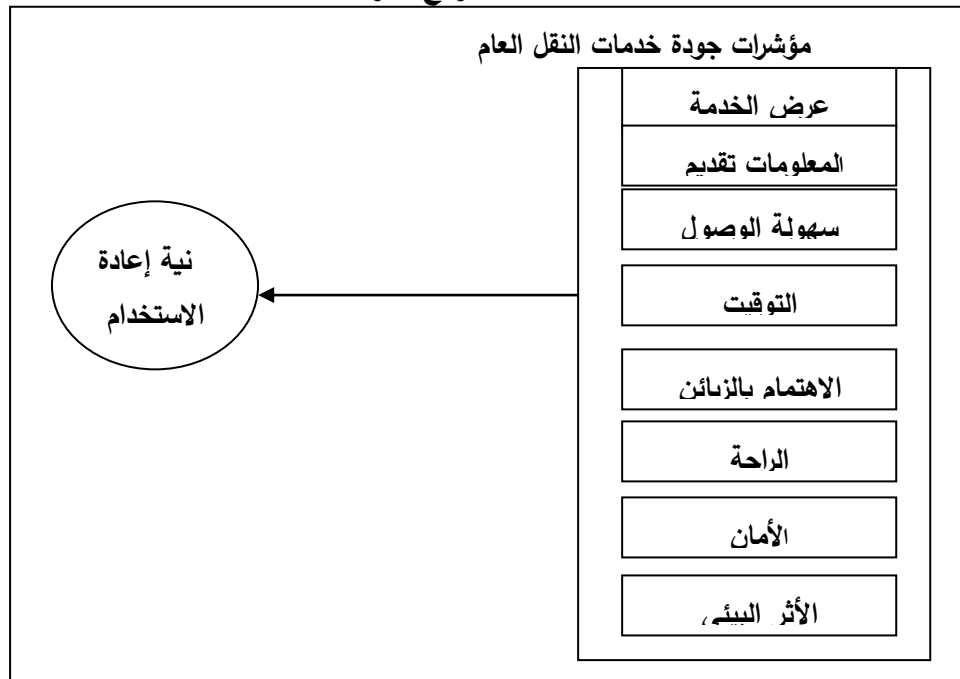 مؤشرات جودة خدمات النقل العام
عرض الخدمة
المعلومات تقديم
سهولة الوصول
التوقيت
الاهتمام بالزبائن
الراحة
الأمان
الأثر البيئي
نية إعادة
الاستخدام